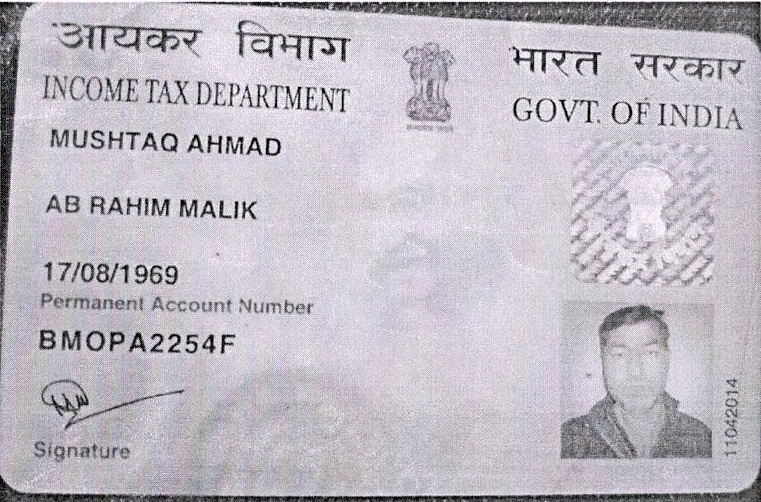 आयकर विभाग
भारत सरकार
INCOME TAX DEPARTMENT
GOVT. OF INDIA
MUSHTAQ AHMAD
AB RAHIM MALIK
17/08/1969
Permanent Account Number
BMOPA2254F
Signature
11042014